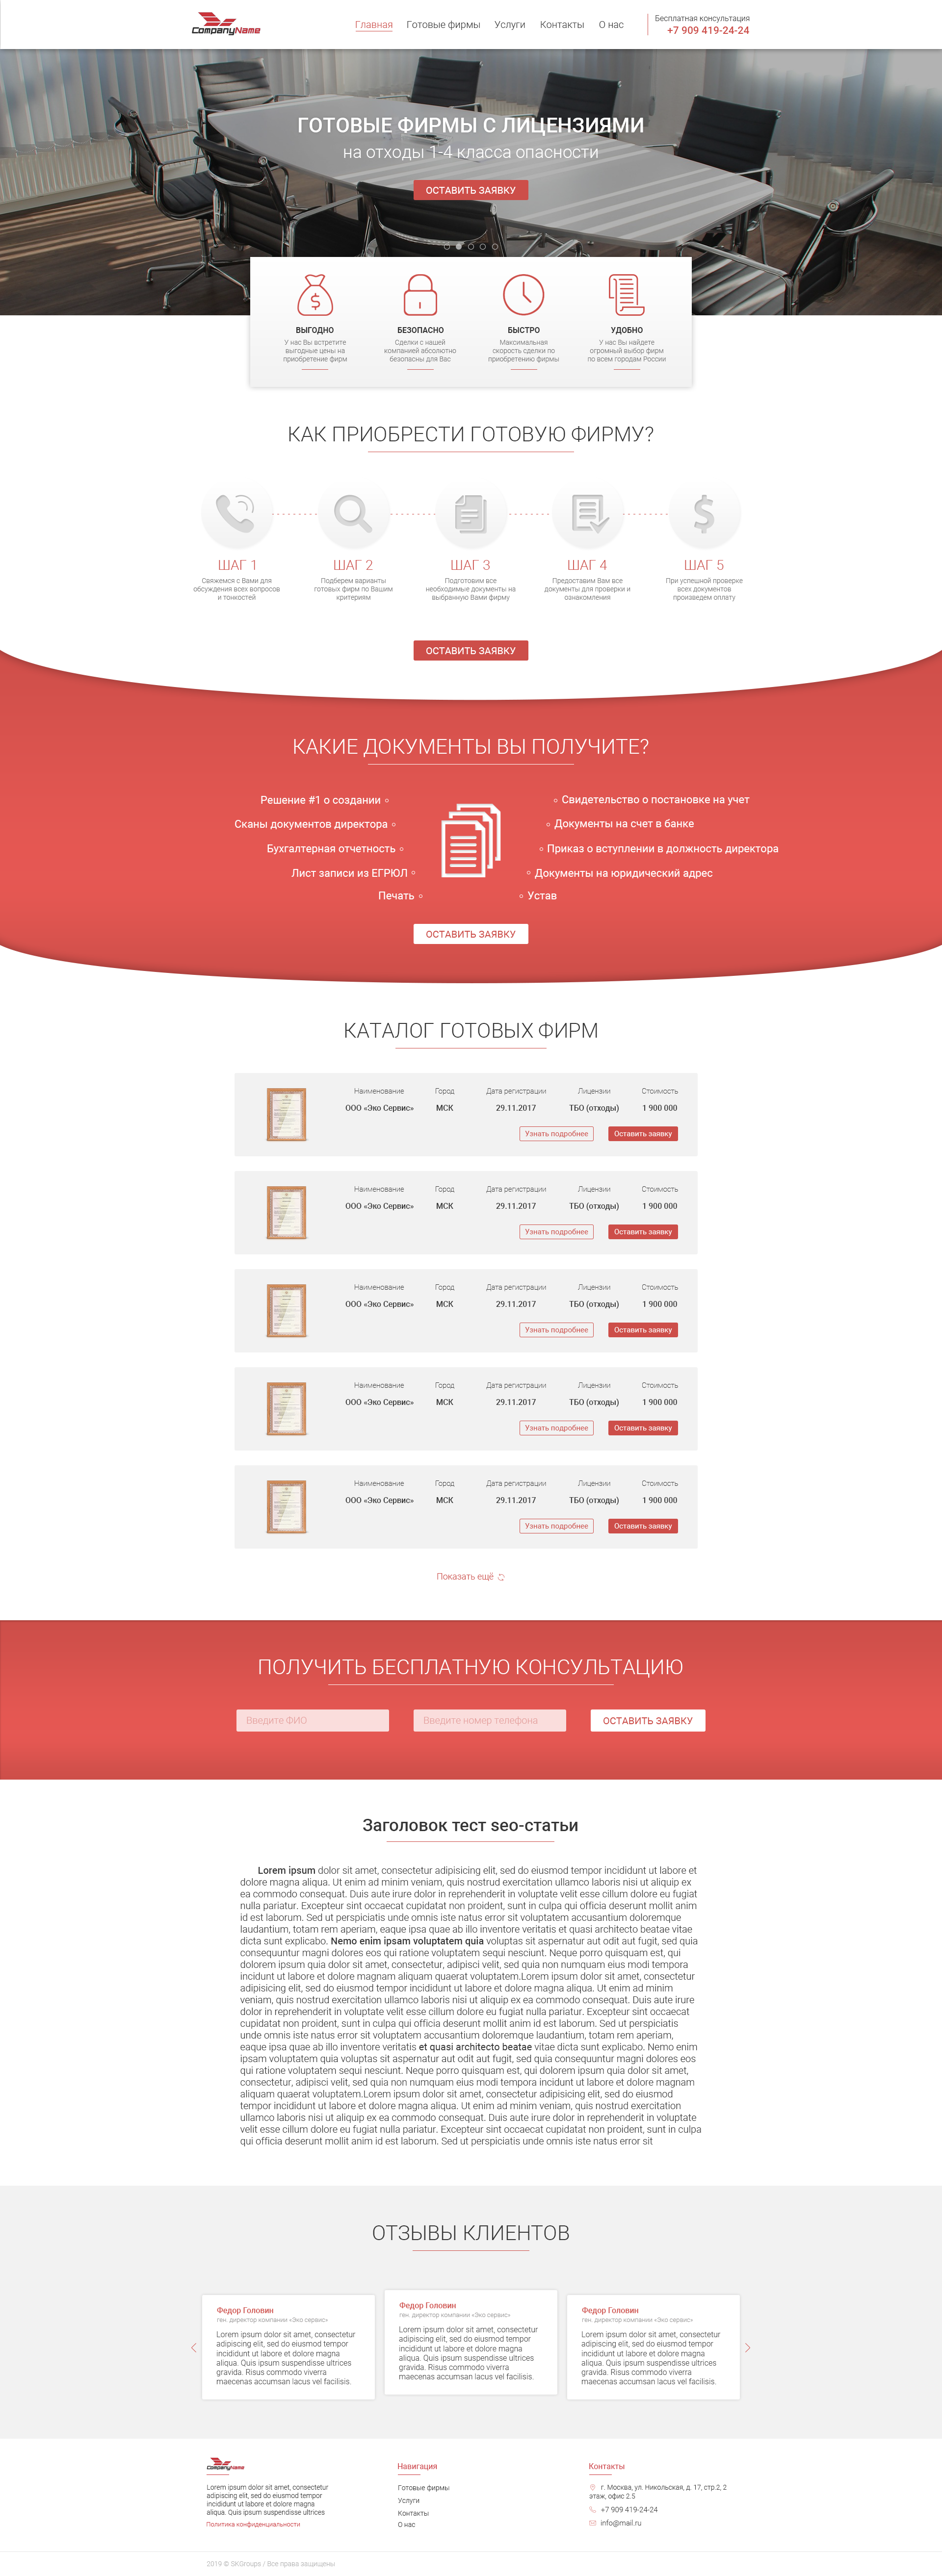 CompanyName
Главная Готовые фирмы Услуги Контакты О нас
Бесплатная консультация
+7 909 419-24-24
ГОТОВЫЕ ФИРМЫ С ЛИЦЕНЗИЯМИ
на отходы 1-4 класса опасности
ОСТАВИТЬ ЗАЯВКУ
ВЫГОДНО
У нас Вы встретите
выгодные цены на
приобретение фирм
БЕЗОПАСНО
Сделки с нашей
компанией абсолютно
безопасны для Вас
БЫСТРО
Максимальная
скорость сделки по
приобретению фирмы
УДОБНО
У нас Вы найдете
огромный выбор фирм
по всем городам России
КАК ПРИОБРЕСТИ ГОТОВУЮ ФИРМУ?
ШАГ 1
Свяжемся с Вами для
обсуждения всех вопросов
и тонкостей
ШАГ 2
Подберем варианты
готовых фирм по Вашим
критериям
ШАГ 3
Подготовим все
необходимые документы на
выбранную Вами фирму
ШАГ 4
Предоставим Вам все
документы для проверки и
ознакомления
ШАГ 5
При успешной проверке
всех документов
произведем оплату
ОСТАВИТЬ ЗАЯВКУ
КАКИЕ ДОКУМЕНТЫ ВЫ ПОЛУЧИТЕ?
Решение #1 о создании
Сканы документов директора
Бухгалтерная отчетность
Лист записи из ЕГРЮЛ
Печать
Свидетельство о постановке на учет
Документы на счет в банке
Приказ о вступлении в должность директора
Документы на юридический адрес
Устав
ОСТАВИТЬ ЗАЯВКУ
КАТАЛОГ ГОТОВЫХ ФИРМ
Наименование Город Дата регистрации Лицензии Стоимость
ООО «Эко Сервис» МСК 29.11.2017 ТБО (отходы) 1 900 000
Узнать подробнее Оставить заявку
Наименование Город Дата регистрации Лицензии Стоимость
ООО «Эко Сервис» МСК 29.11.2017 ТБО (отходы) 1 900 000
Узнать подробнее Оставить заявку
Наименование Город Дата регистрации Лицензии Стоимость
ООО «Эко Сервис» МСК 29.11.2017 ТБО (отходы) 1 900 000
Узнать подробнее Оставить заявку
Наименование Город Дата регистрации Лицензии Стоимость
ООО «Эко Сервис» МСК 29.11.2017 ТБО (отходы) 1 900 000
Узнать подробнее Оставить заявку
Наименование Город Дата регистрации Лицензии Стоимость
ООО «Эко Сервис» МСК 29.11.2017 ТБО (отходы) 1 900 000
Узнать подробнее Оставить заявку
Показать ещё
ПОЛУЧИТЬ БЕСПЛАТНУЮ КОНСУЛЬТАЦИЮ
Введите ФИО Введите номер телефона ОСТАВИТЬ ЗАЯВКУ
Заголовок тест seo-статьи
Lorem ipsum dolor sit amet, consectetur adipisicing elit, sed do eiusmod tempor incididunt ut labore et
dolore magna aliqua. Ut enim ad minim veniam, quis nostrud exercitation ullamco laboris nisi ut aliquip ex
ea commodo consequat. Duis aute irure dolor in reprehenderit in voluptate velit esse cillum dolore eu fugiat
nulla pariatur. Excepteur sint occaecat cupidatat non proident, sunt in culpa qui officia deserunt mollit anim
id est laborum. Sed ut perspiciatis unde omnis iste natus error sit voluptatem accusantium doloremque
laudantium, totam rem aperiam, eaque ipsa quae ab illo inventore veritatis et quasi architecto beatae vitae
dicta sunt explicabo. Nemo enim ipsam voluptatem quia voluptas sit aspernatur aut odit aut fugit, sed quia
consequuntur magni dolores eos qui ratione voluptatem sequi nesciunt. Neque porro quisquam est, qui
dolorem ipsum quia dolor sit amet, consectetur, adipisci velit, sed quia non numquam eius modi tempora
incidunt ut labore et dolore magnam aliquam quaerat voluptatem.Lorem ipsum dolor sit amet, consectetur
adipisicing elit, sed do eiusmod tempor incididunt ut labore et dolore magna aliqua. Ut enim ad minim
veniam, quis nostrud exercitation ullamco laboris nisi ut aliquip ex ea commodo consequat. Duis aute irure
dolor in reprehenderit in voluptate velit esse cillum dolore eu fugiat nulla pariatur. Excepteur sint occaecat
cupidatat non proident, sunt in culpa qui officia deserunt mollit anim id est laborum. Sed ut perspiciatis
unde omnis iste natus error sit voluptatem accusantium doloremque laudantium, totam rem aperiam,
eaque ipsa quae ab illo inventore veritatis et quasi architecto beatae vitae dicta sunt explicabo. Nemo enim
ipsam voluptatem quia voluptas sit aspernatur aut odit aut fugit, sed quia consequuntur magni dolores eos
qui ratione voluptatem sequi nesciunt. Neque porro quisquam est, qui dolorem ipsum quia dolor sit amet,
consectetur, adipisci velit, sed quia non numquam eius modi tempora incidunt ut labore et dolore magnam
aliquam quaerat voluptatem.Lorem ipsum dolor sit amet, consectetur adipisicing elit, sed do eiusmod
tempor incididunt ut labore et dolore magna aliqua. Ut enim ad minim veniam, quis nostrud exercitation
ullamco laboris nisi ut aliquip ex ea commodo consequat. Duis aute irure dolor in reprehenderit in voluptate
velit esse cillum dolore eu fugiat nulla pariatur. Excepteur sint occaecat cupidatat non proident, sunt in culpa
qui officia deserunt mollit anim id est laborum. Sed ut perspiciatis unde omnis iste natus error sit
ОТЗЫВЫ КЛИЕНТОВ
Федор Головин
ген. директор компании «Эко сервис»
Lorem ipsum dolor sit amet, consectetur
adipiscing elit, sed do eiusmod tempor
incididunt ut labore et dolore magna
aliqua. Quis ipsum suspendisse ultrices
gravida. Risus commodo viverra
maecenas accumsan lacus vel facilisis.
Федор Головин
ген. директор компании «Эко сервис»
Lorem ipsum dolor sit amet, consectetur
adipiscing elit, sed do eiusmod tempor
incididunt ut labore et dolore magna
aliqua. Quis ipsum suspendisse ultrices
gravida. Risus commodo viverra
maecenas accumsan lacus vel facilisis.
Федор Головин
ген. директор компании «Эко сервис»
Lorem ipsum dolor sit amet, consectetur
adipiscing elit, sed do eiusmod tempor
incididunt ut labore et dolore magna
aliqua. Quis ipsum suspendisse ultrices
gravida. Risus commodo viverra
maecenas accumsan lacus vel facilisis.
CompanyName
Lorem ipsum dolor sit amet, consectetur
adipiscing elit, sed do eiusmod tempor
incididunt ut labore et dolore magna
aliqua. Quis ipsum suspendisse ultrices
Политика конфиденциальности
Навигация
Готовые фирмы
Услуги
Контакты
О нас
Контакты
г. Москва, ул. Никольская, д. 17, стр.2, 2
этаж, офис 2.5
+7 909 419-24-24
info@mail.ru
2019 © SKGroups / Все права защищены